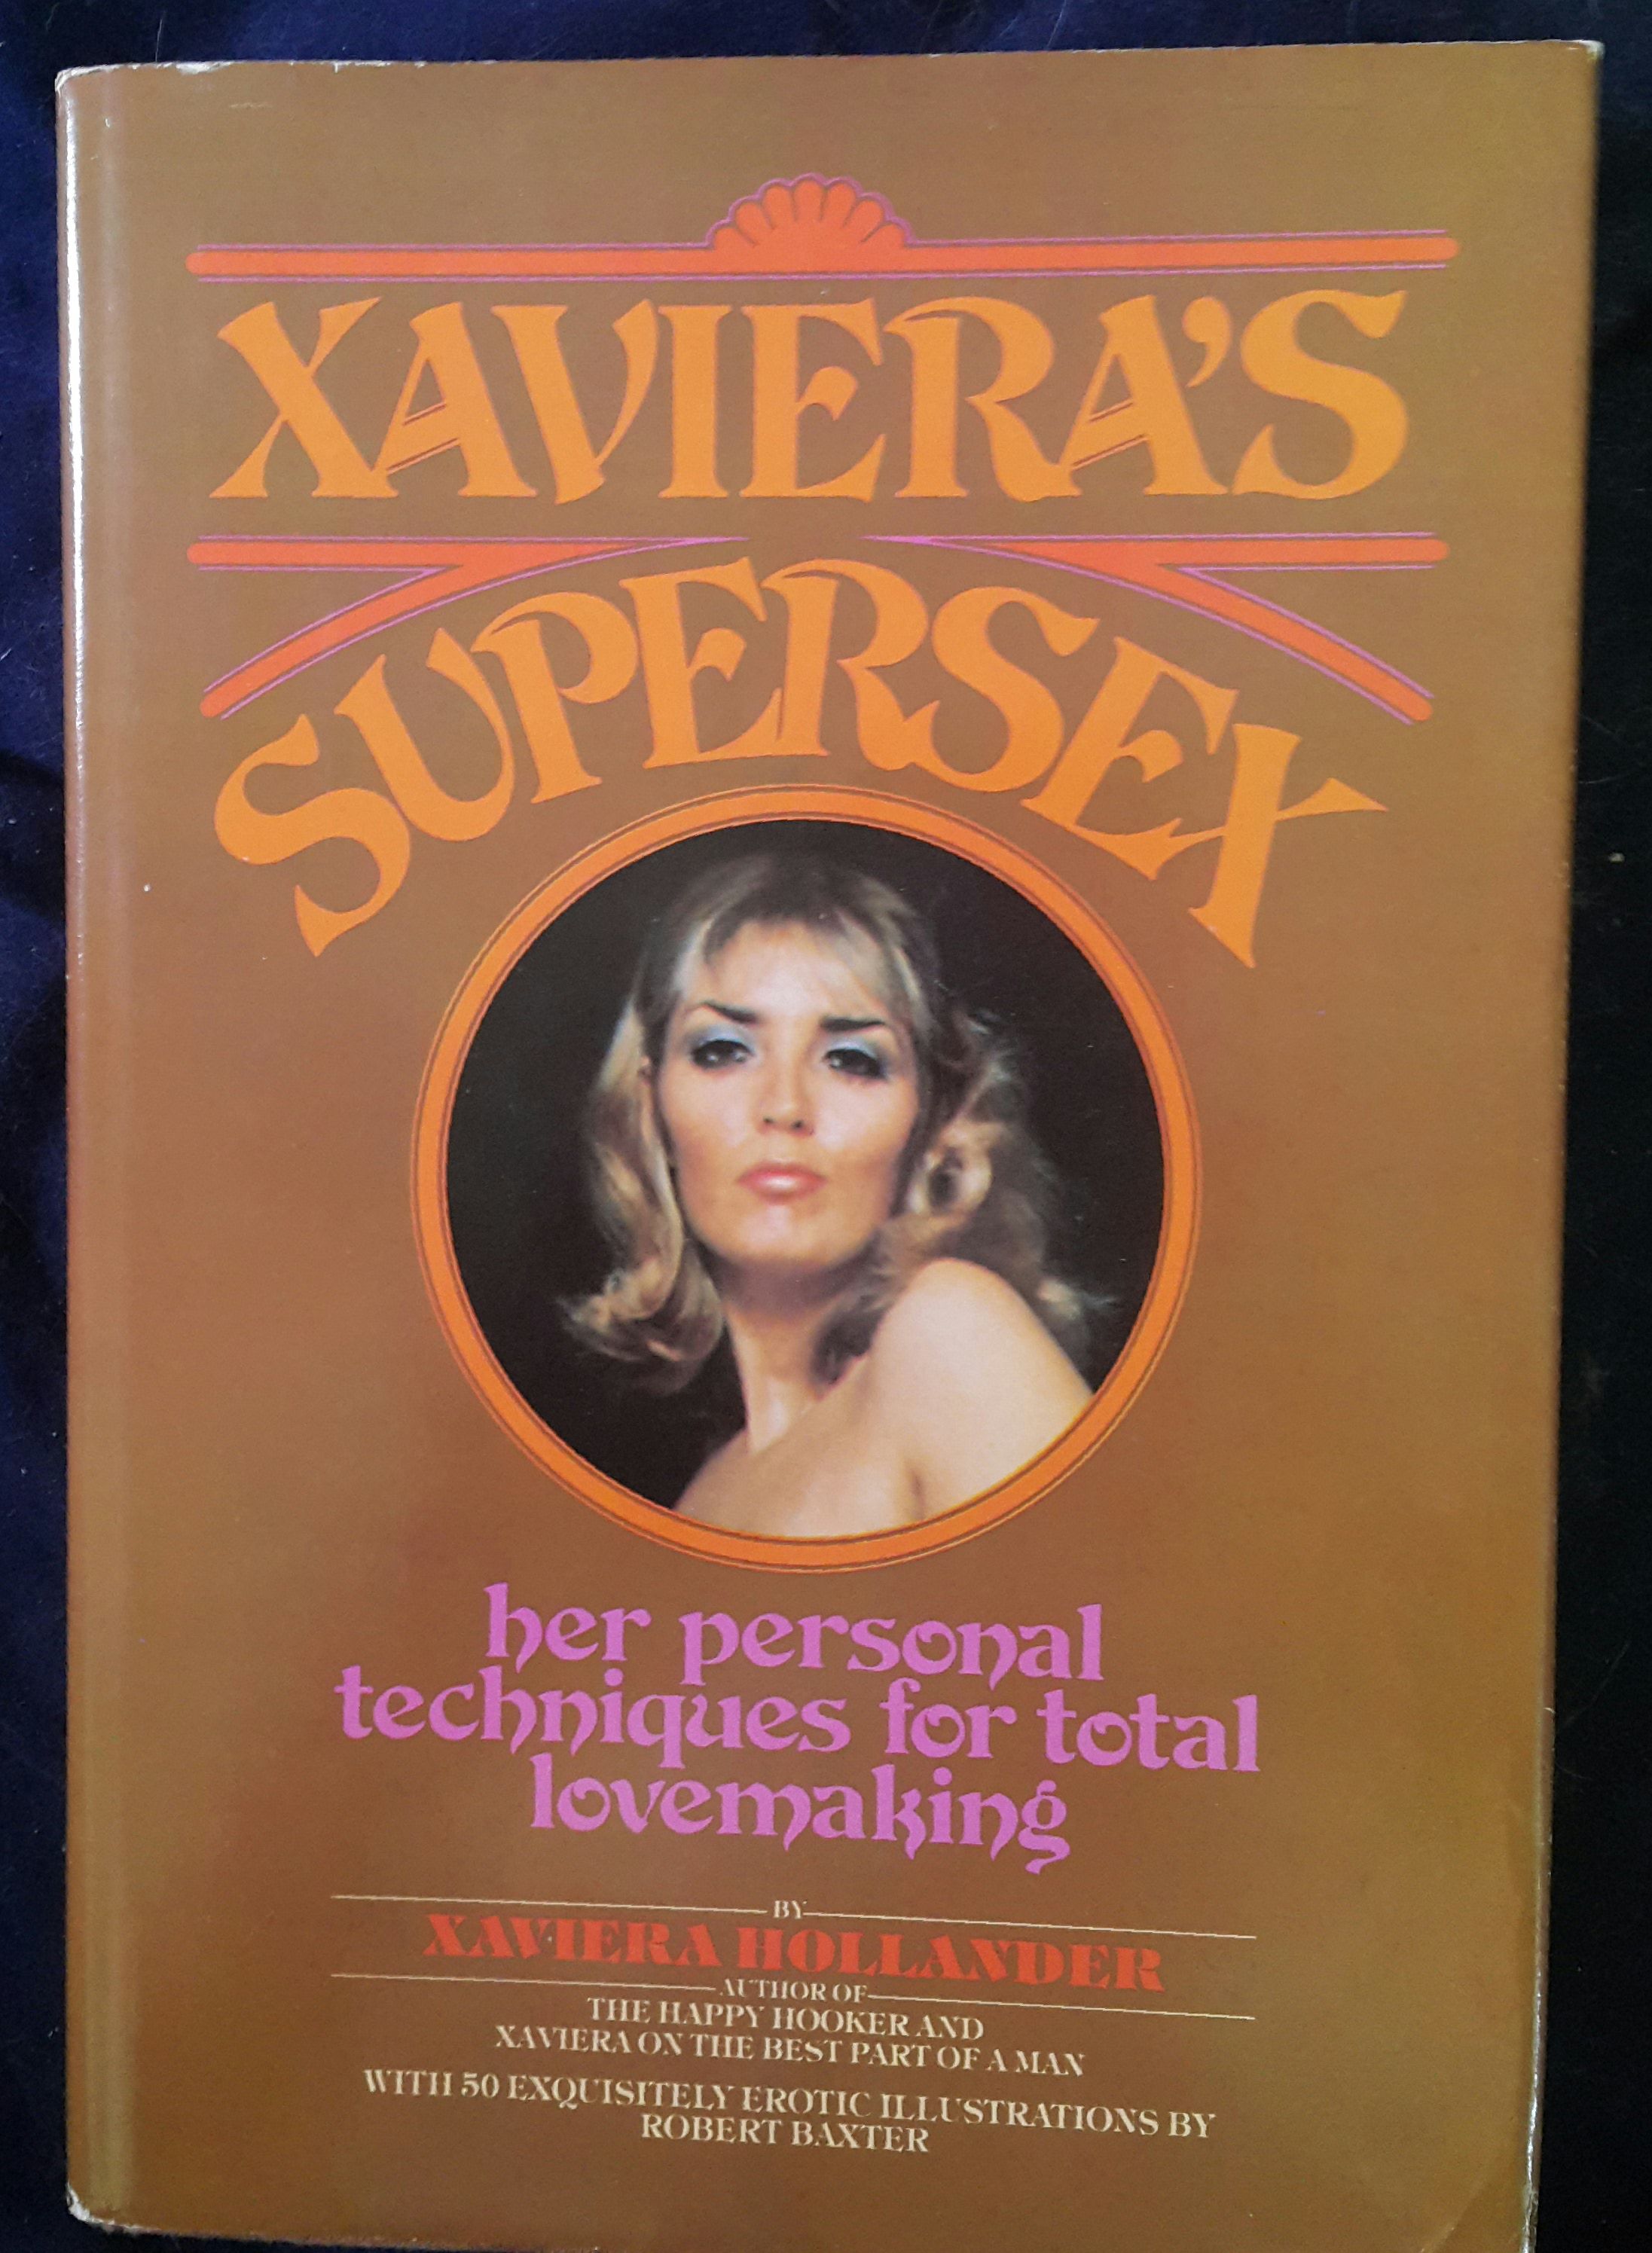 XAVIERA'S
SUPERSEX
her personal
techniques for total
lovemaking
BY
XAVIERA HOLLANDER
AUTHOR OF
THE HAPPY HOOKER AND
XAVIERA ON THE BEST PART OF A MAN
WITH 50 EXQUISITELY EROTIC ILLUSTRATIONS BY
ROBERT BAXTER